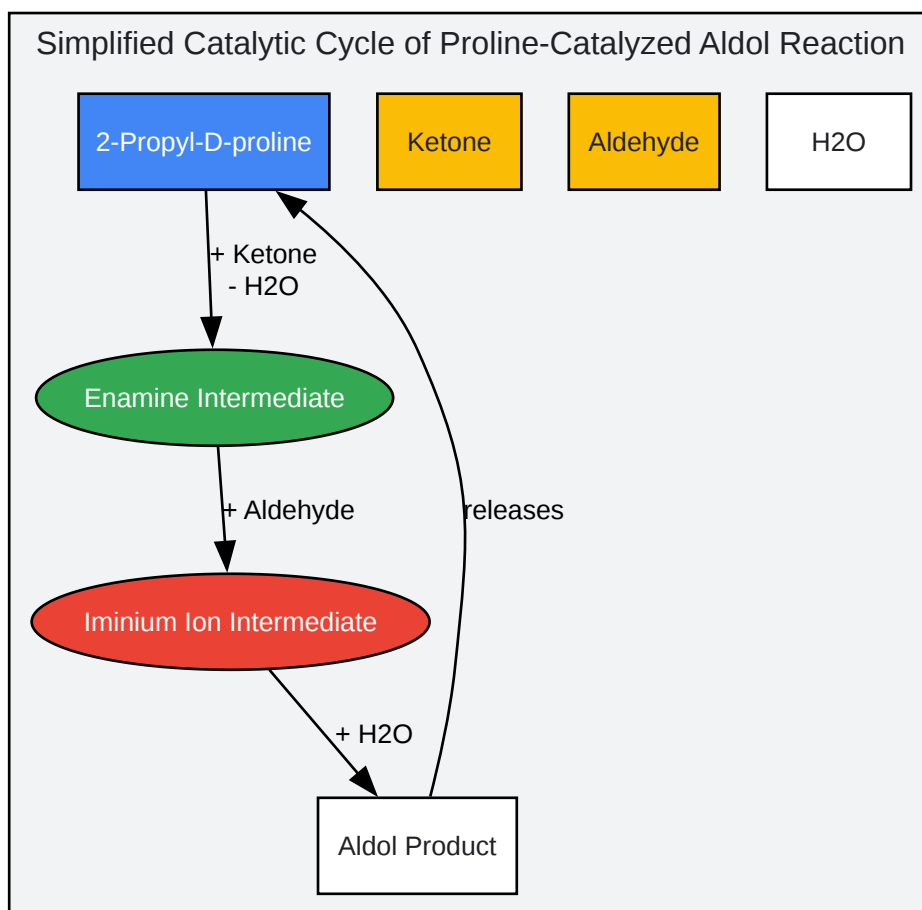 Simplified Catalytic Cycle of Proline-Catalyzed Aldol Reaction
2-Propyl-D-proline
Ketone
Aldehyde
H2O
+ Ketone
- H2O
Enamine Intermediate
+ Aldehyde
releases
Iminium Ion Intermediate
+ H2O
Aldol Product